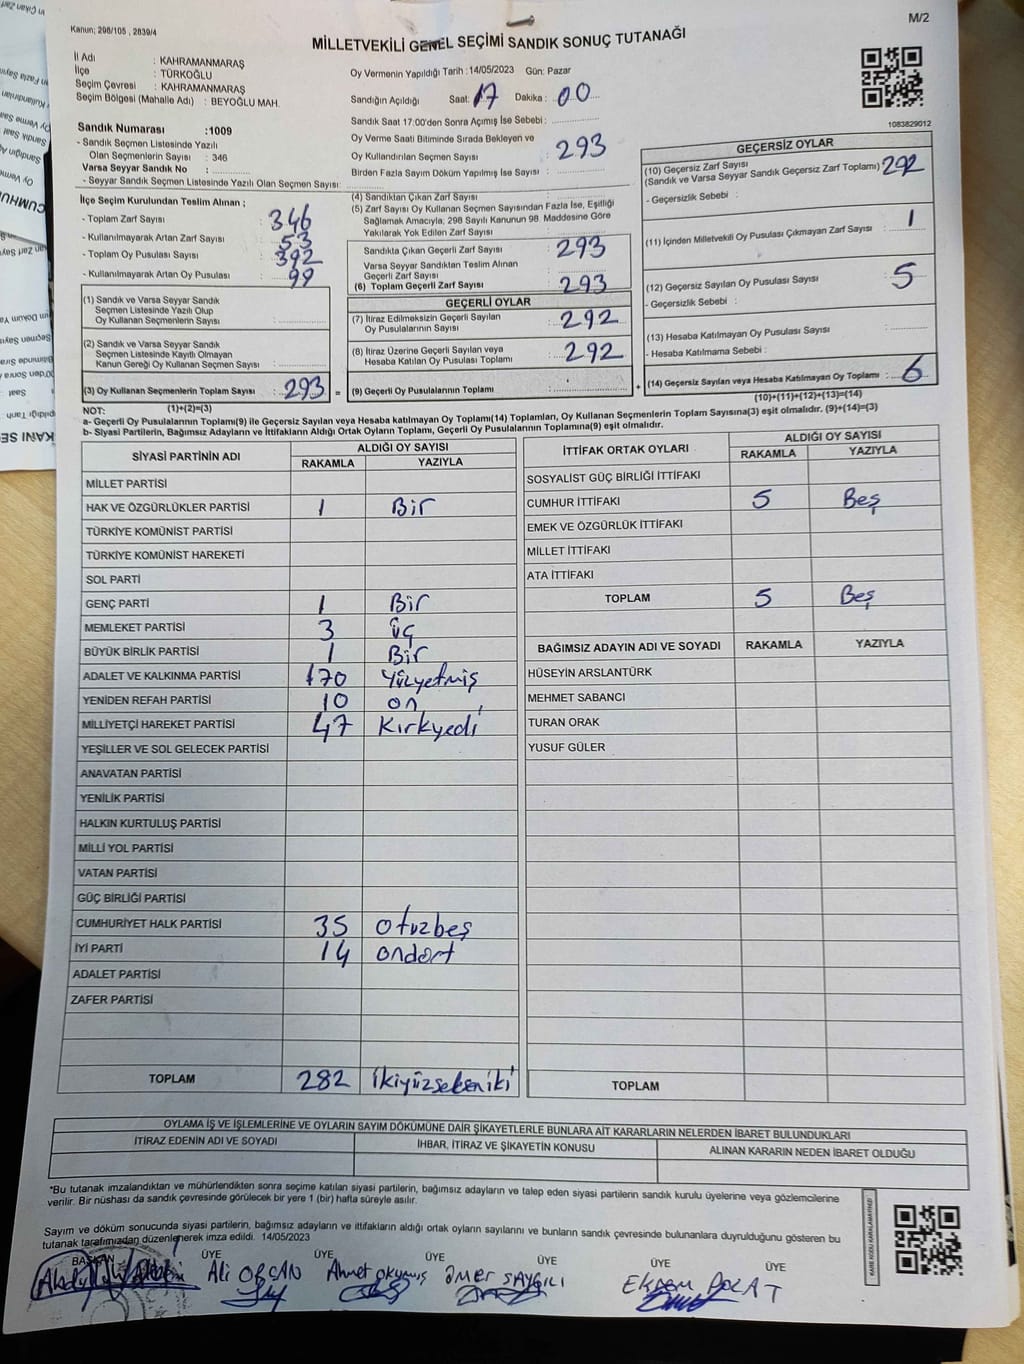 Kanun; 298/105 , 2839/4
M/2
MİLLETVEKİLİ GENEL SEÇİMİ SANDIK SONUÇ TUTANAĞI
İl Adı : KAHRAMANMARAŞ
İlçe : TÜRKOĞLU
Seçim Çevresi : KAHRAMANMARAŞ
Seçim Bölgesi (Mahalle Adı) : BEYOĞLU MAH.
Sandık Numarası :1009
- Sandık Seçmen Listesinde Yazılı
Olan Seçmenlerin Sayısı : 346
Varsa Seyyar Sandık No :
- Seyyar Sandık Seçmen Listesinde Yazılı Olan Seçmen Sayısı:
Oy Vermenin Yapıldığı Tarih :14/05/2023 Gün: Pazar
Sandığın Açıldığı Saat: 17 Dakika : 00
Sandık Saat 17:00'den Sonra Açımış İse Sebebi :
Oy Verme Saati Bitiminde Sırada Bekleyen ve
Oy Kullandırılan Seçmen Sayısı : 293
Birden Fazla Sayım Döküm Yapılmış İse Sayısı :
1083829012
İlçe Seçim Kurulundan Teslim Alınan ;
- Toplam Zarf Sayısı : 346
- Kullanılmayarak Artan Zarf Sayısı : 53
- Toplam Oy Pusulası Sayısı : 392
- Kullanılmayarak Artan Oy Pusulası : 99
(1) Sandık ve Varsa Seyyar Sandık
Seçmen Listesinde Yazılı Olup
Oy Kullanan Seçmenlerin Sayısı :
(2) Sandık ve Varsa Seyyar Sandık
Seçmen Listesinde Kayıtlı Olmayan
Kanun Gereği Oy Kullanan Seçmen Sayısı :
(3) Oy Kullanan Seçmenlerin Toplam Sayısı : 293 =
(1)+(2)=(3)
(4) Sandıktan Çıkan Zarf Sayısı :
(5) Zarf Sayısı Oy Kullanan Seçmen Sayısından Fazla İse, Eşitliği
Sağlamak Amacıyla, 298 Sayılı Kanunun 98. Maddesine Göre
Yakılarak Yok Edilen Zarf Sayısı :
Sandıkta Çıkan Geçerli Zarf Sayısı : 293
Varsa Seyyar Sandıktan Teslim Alınan
Geçerli Zarf Sayısı :
(6) Toplam Geçerli Zarf Sayısı : 293
GEÇERLİ OYLAR
(7) İtiraz Edilmeksizin Geçerli Sayılan
Oy Pusulalarının Sayısı : 292
(8) İtiraz Üzerine Geçerli Sayılan veya
Hesaba Katılan Oy Pusulası Toplamı : 292
(9) Geçerli Oy Pusulalarının Toplamı : +
GEÇERSİZ OYLAR
(10) Geçersiz Zarf Sayısı
(Sandık ve Varsa Seyyar Sandık Geçersiz Zarf Toplamı) 292
- Geçersizlik Sebebi :
(11) İçinden Milletvekili Oy Pusulası Çıkmayan Zarf Sayısı : 1
(12) Geçersiz Sayılan Oy Pusulası Sayısı : 5
- Geçersizlik Sebebi :
(13) Hesaba Katılmayan Oy Pusulası Sayısı :
- Hesaba Katılmama Sebebi :
(14) Geçersiz Sayılan veya Hesaba Katılmayan Oy Toplamı : 6
(10)+(11)+(12)+(13)=(14)
NOT:
a- Geçerli Oy Pusulalarının Toplamı(9) ile Geçersiz Sayılan veya Hesaba katılmayan Oy Toplamı(14) Toplamları, Oy Kullanan Seçmenlerin Toplam Sayısına(3) eşit olmalıdır. (9)+(14)=(3)
b- Siyasi Partilerin, Bağımsız Adayların ve İttifakların Aldığı Ortak Oyların Toplamı, Geçerli Oy Pusulalarının Toplamına(9) eşit olmalıdır.
SİYASİ PARTİNİN ADI ALDIĞI OY SAYISI
RAKAMLA YAZIYLA
MİLLET PARTİSİ
HAK VE ÖZGÜRLÜKLER PARTİSİ 1 Bir
TÜRKİYE KOMÜNİST PARTİSİ
TÜRKİYE KOMÜNİST HAREKETİ
SOL PARTİ
GENÇ PARTİ 1 Bir
MEMLEKET PARTİSİ 3 üç
BÜYÜK BİRLİK PARTİSİ 1 Bir
ADALET VE KALKINMA PARTİSİ 170 Yüzyetmiş
YENİDEN REFAH PARTİSİ 10 on
MİLLİYETÇİ HAREKET PARTİSİ 47 Kırkyedi
YEŞİLLER VE SOL GELECEK PARTİSİ
ANAVATAN PARTİSİ
YENİLİK PARTİSİ
HALKIN KURTULUŞ PARTİSİ
MİLLİ YOL PARTİSİ
VATAN PARTİSİ
GÜÇ BİRLİĞİ PARTİSİ
CUMHURİYET HALK PARTİSİ 35 otuzbeş
İYİ PARTİ 14 ondört
ADALET PARTİSİ
ZAFER PARTİSİ
TOPLAM 282 ikiyüzsekseniki
İTTİFAK ORTAK OYLARI ALDIĞI OY SAYISI
RAKAMLA YAZIYLA
SOSYALİST GÜÇ BİRLİĞİ İTTİFAKI
CUMHUR İTTİFAKI 5 Beş
EMEK VE ÖZGÜRLÜK İTTİFAKI
MİLLET İTTİFAKI
ATA İTTİFAKI
TOPLAM 5 Beş
BAĞIMSIZ ADAYIN ADI VE SOYADI RAKAMLA YAZIYLA
HÜSEYİN ARSLANTÜRK
MEHMET SABANCI
TURAN ORAK
YUSUF GÜLER
TOPLAM
OYLAMA İŞ VE İŞLEMLERİNE VE OYLARIN SAYIM DÖKÜMÜNE DAİR ŞİKAYETLERLE BUNLARA AİT KARARLARIN NELERDEN İBARET BULUNDUKLARI
İTİRAZ EDENİN ADI VE SOYADI İHBAR, İTİRAZ VE ŞİKAYETİN KONUSU ALINAN KARARIN NEDEN İBARET OLDUĞU
*Bu tutanak imzalandıktan ve mühürlendikten sonra seçime katılan siyasi partilerin, bağımsız adayların ve talep eden siyasi partilerin sandık kurulu üyelerine veya gözlemcilerine
verilir. Bir nüshası da sandık çevresinde görülecek bir yere 1 (bir) hafta süreyle asılır.
Sayım ve döküm sonucunda siyasi partilerin, bağımsız adayların ve ittifakların aldığı ortak oyların sayılarını ve bunların sandık çevresinde bulunanlara duyrulduğunu gösteren bu
tutanak tarafımızdan düzenlenerek imza edildi. 14/05/2023
BAŞKAN ÜYE ÜYE ÜYE ÜYE ÜYE
Ali ORCAN Ahmet okumuş ömer SAYGILI EKREM POLAT
KARE KODU KARALAMAYINIZ